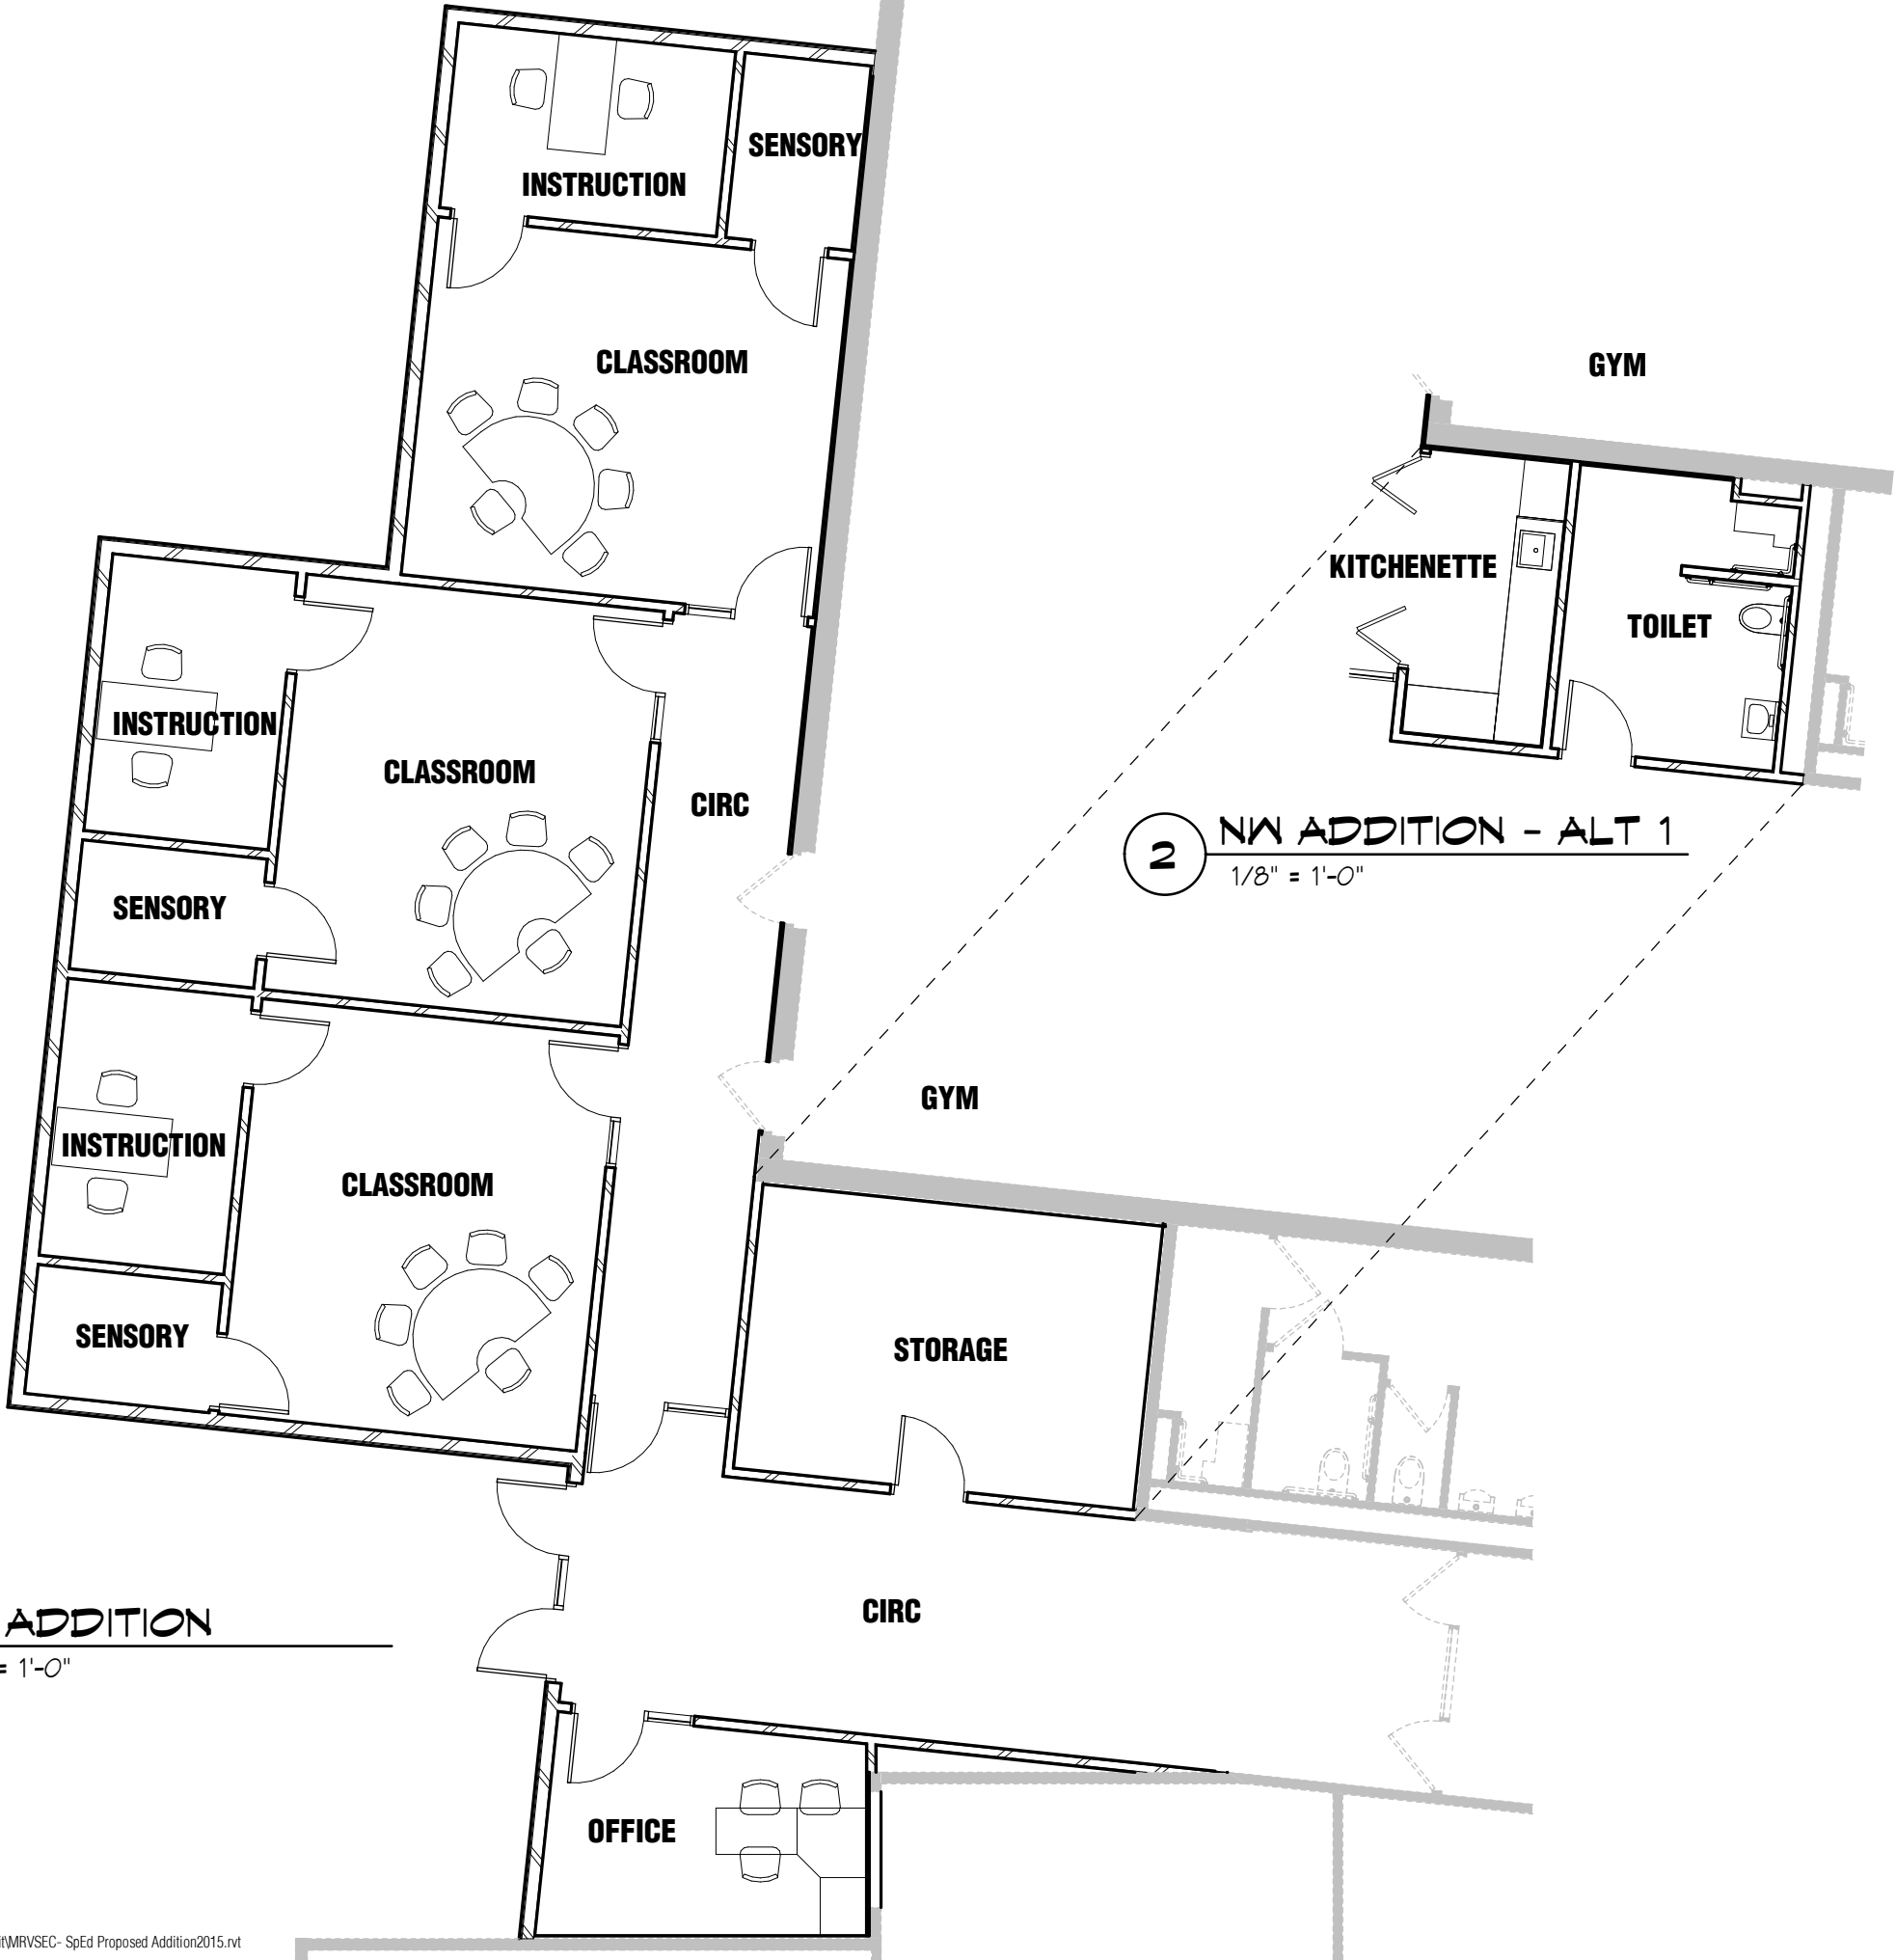 SENSORY
INSTRUCTION
CLASSROOM
GYM
KITCHENETTE
TOILET
INSTRUCTION
CLASSROOM
CIRC
2
NW ADDITION - ALT 1
1/8" = 1'-0"
SENSORY
GYM
INSTRUCTION
CLASSROOM
SENSORY
STORAGE
CIRC
ADDITION
= 1'-0"
OFFICE
it\MRVSEC- SpEd Proposed Addition2015.rvt